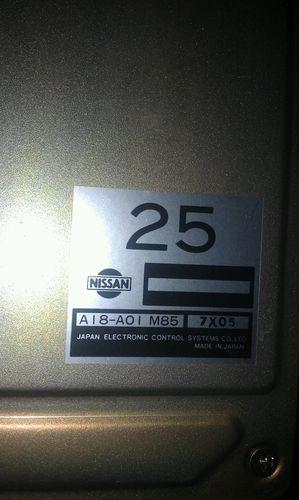 25
NISSAN
A18-A01 M85 7X05
JAPAN ELECTRONIC CONTROL SYSTEMS CO.LTD.
MADE IN JAPAN